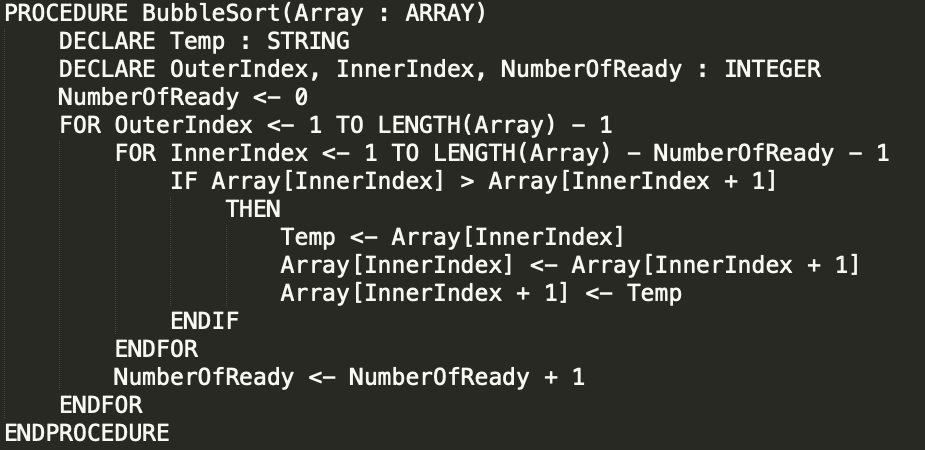 PROCEDURE BubbleSort(Array : ARRAY)
    DECLARE Temp : STRING
    DECLARE OuterIndex, InnerIndex, NumberOfReady : INTEGER
    NumberOfReady <- 0
    FOR OuterIndex <- 1 TO LENGTH(Array) - 1
        FOR InnerIndex <- 1 TO LENGTH(Array) - NumberOfReady - 1
            IF Array[InnerIndex] > Array[InnerIndex + 1]
                THEN
                    Temp <- Array[InnerIndex]
                    Array[InnerIndex] <- Array[InnerIndex + 1]
                    Array[InnerIndex + 1] <- Temp
            ENDIF
        ENDFOR
        NumberOfReady <- NumberOfReady + 1
    ENDFOR
ENDPROCEDURE